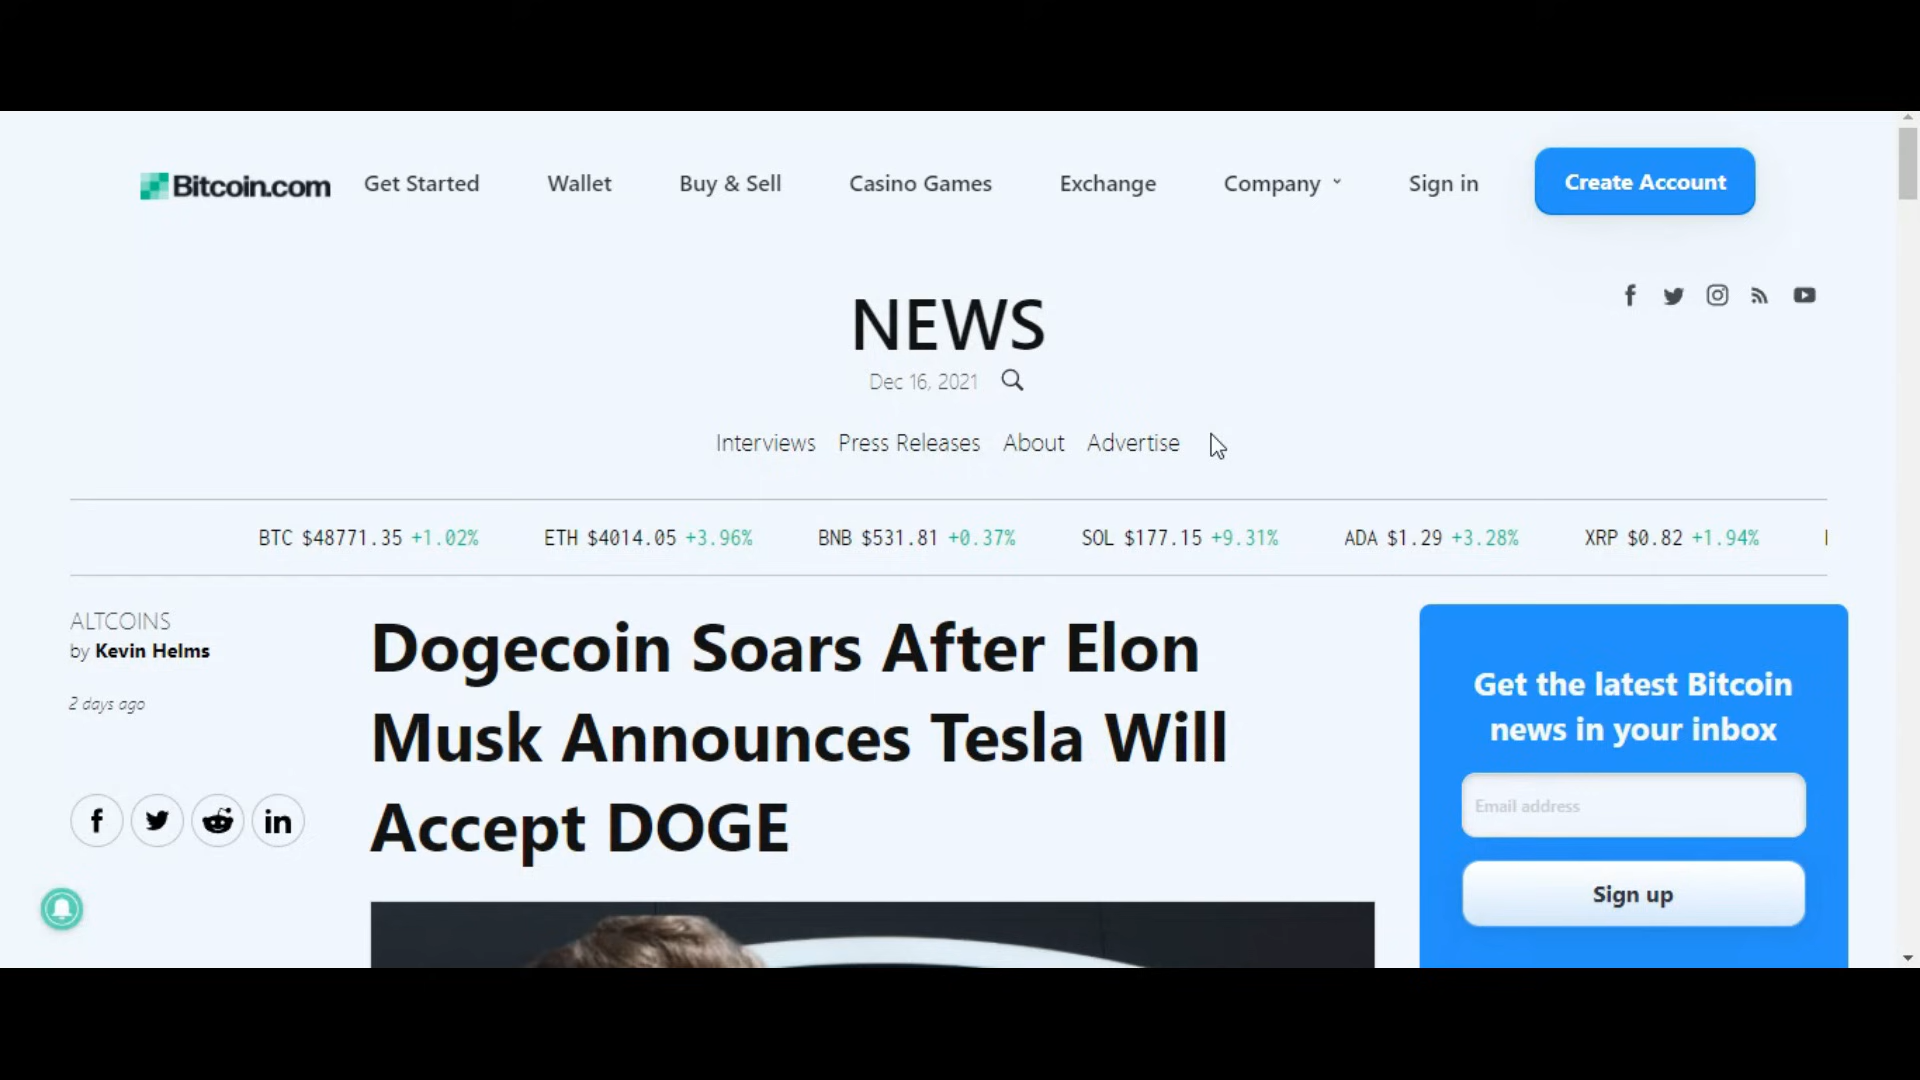 Bitcoin.com Get Started Wallet Buy & Sell Casino Games Exchange Company Sign in Create Account
NEWS
Dec 16, 2021
Interviews Press Releases About Advertise
BTC $48771.35 +1.02% ETH $4014.05 +3.96% BNB $531.81 +0.37% SOL $177.15 +9.31% ADA $1.29 +3.28% XRP $0.82 +1.94%
ALTCOINS
by Kevin Helms
2 days ago
Dogecoin Soars After Elon
Musk Announces Tesla Will
Accept DOGE
Get the latest Bitcoin
news in your inbox
Email address
Sign up